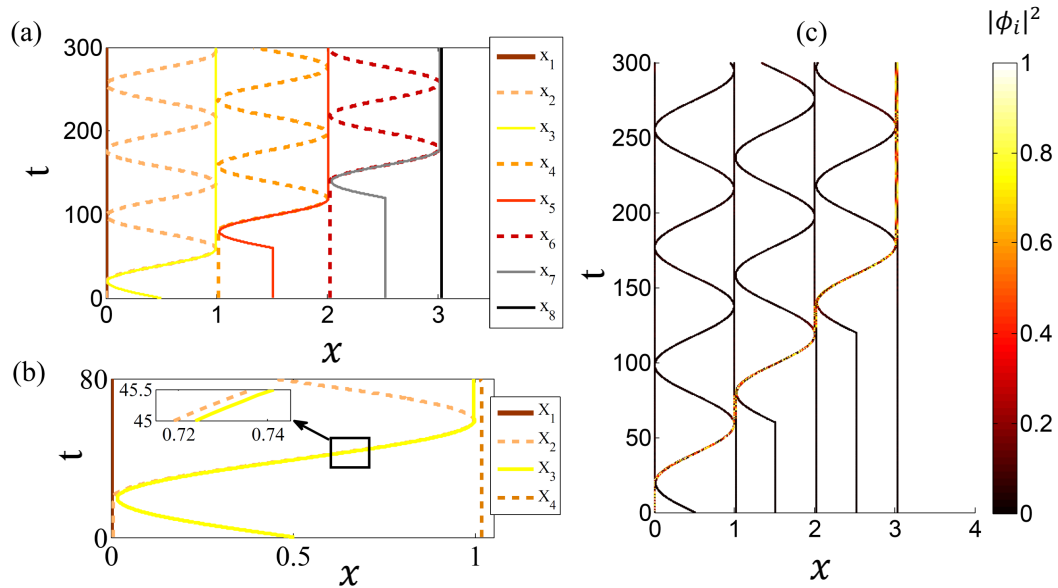 (a)
300
200
100
0
t
0
1
2
3
x
x₁
x₂
x₃
x₄
x₅
x₆
x₇
x₈
(b)
80
0
t
45.5
45
0.72
0.74
0
0.5
1
x
x₁
x₂
x₃
x₄
(c)
|ϕᵢ|²
300
250
200
150
100
50
0
t
0
1
2
3
4
x
1
0.8
0.6
0.4
0.2
0